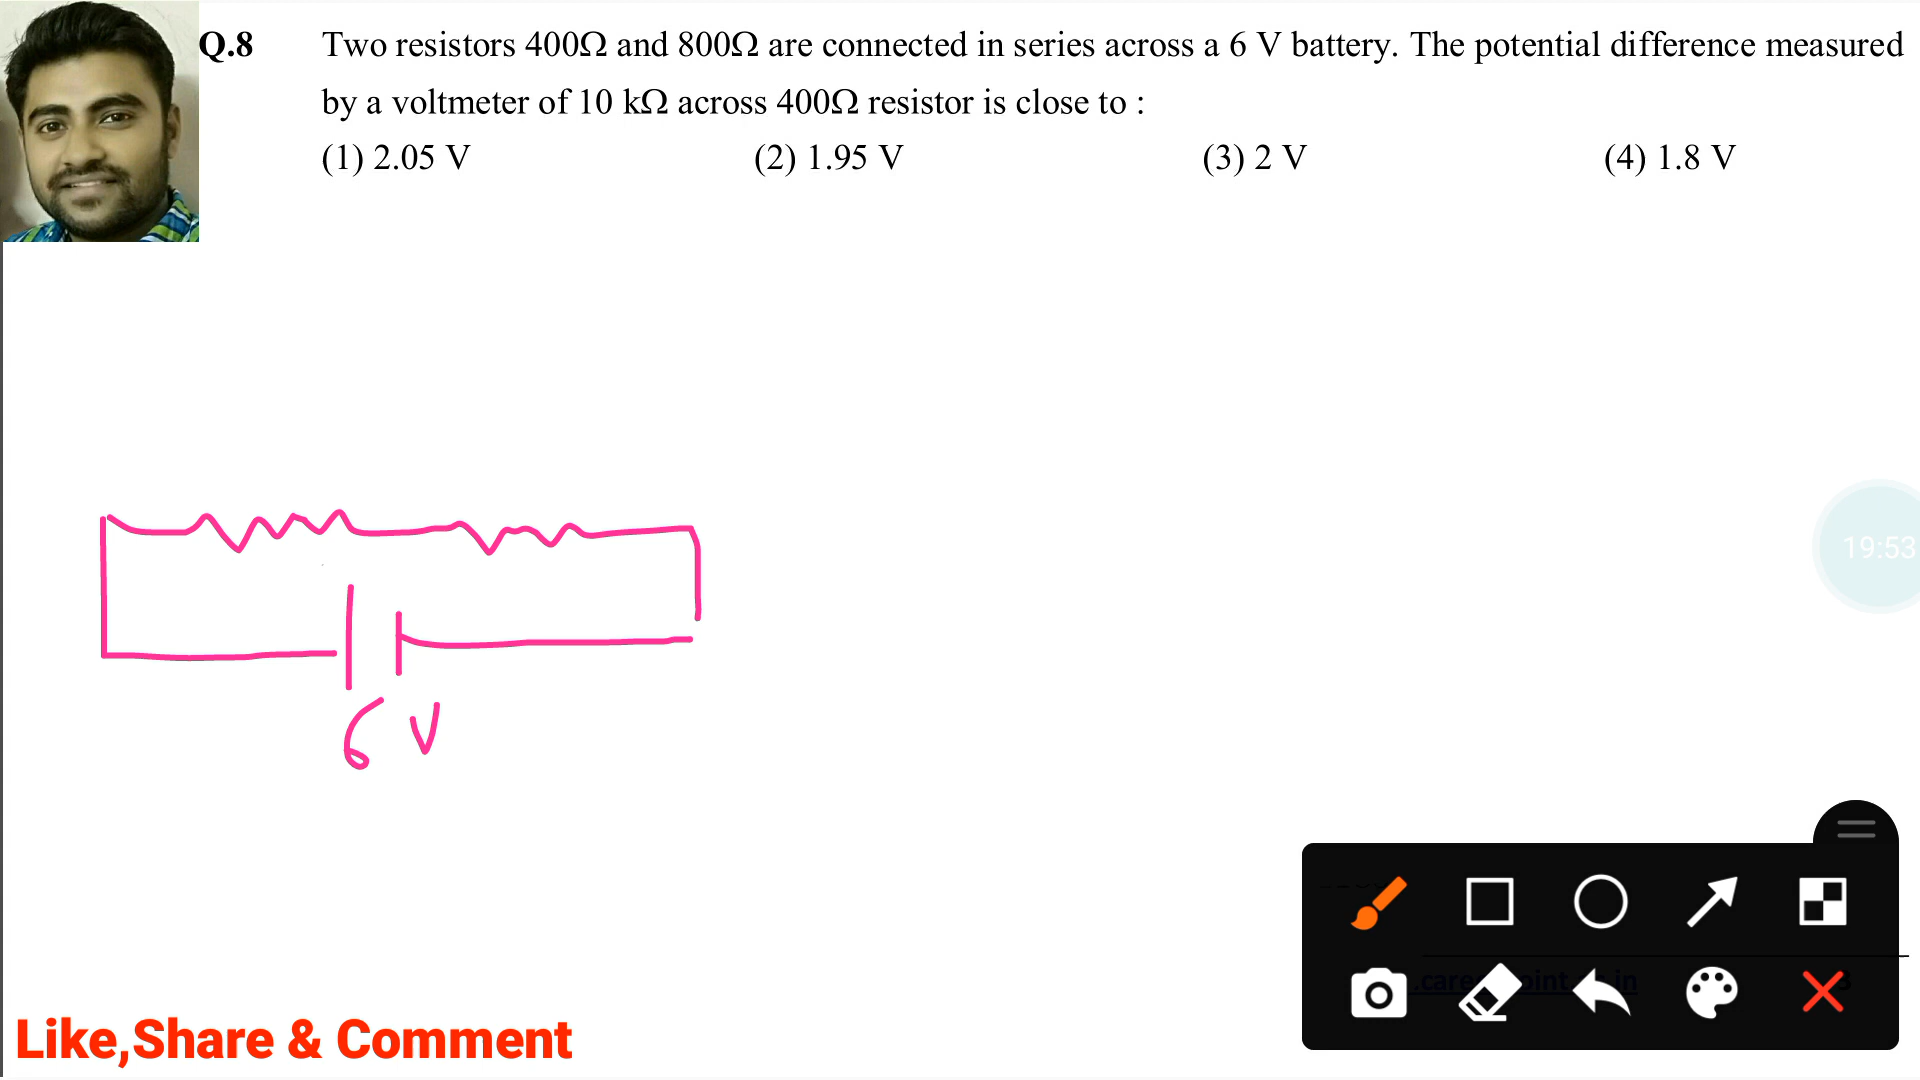 Q.8 Two resistors 400Ω and 800Ω are connected in series across a 6 V battery. The potential difference measured
by a voltmeter of 10 kΩ across 400Ω resistor is close to :
(1) 2.05 V (2) 1.95 V (3) 2 V (4) 1.8 V
19:53
6 V
Like,Share & Comment